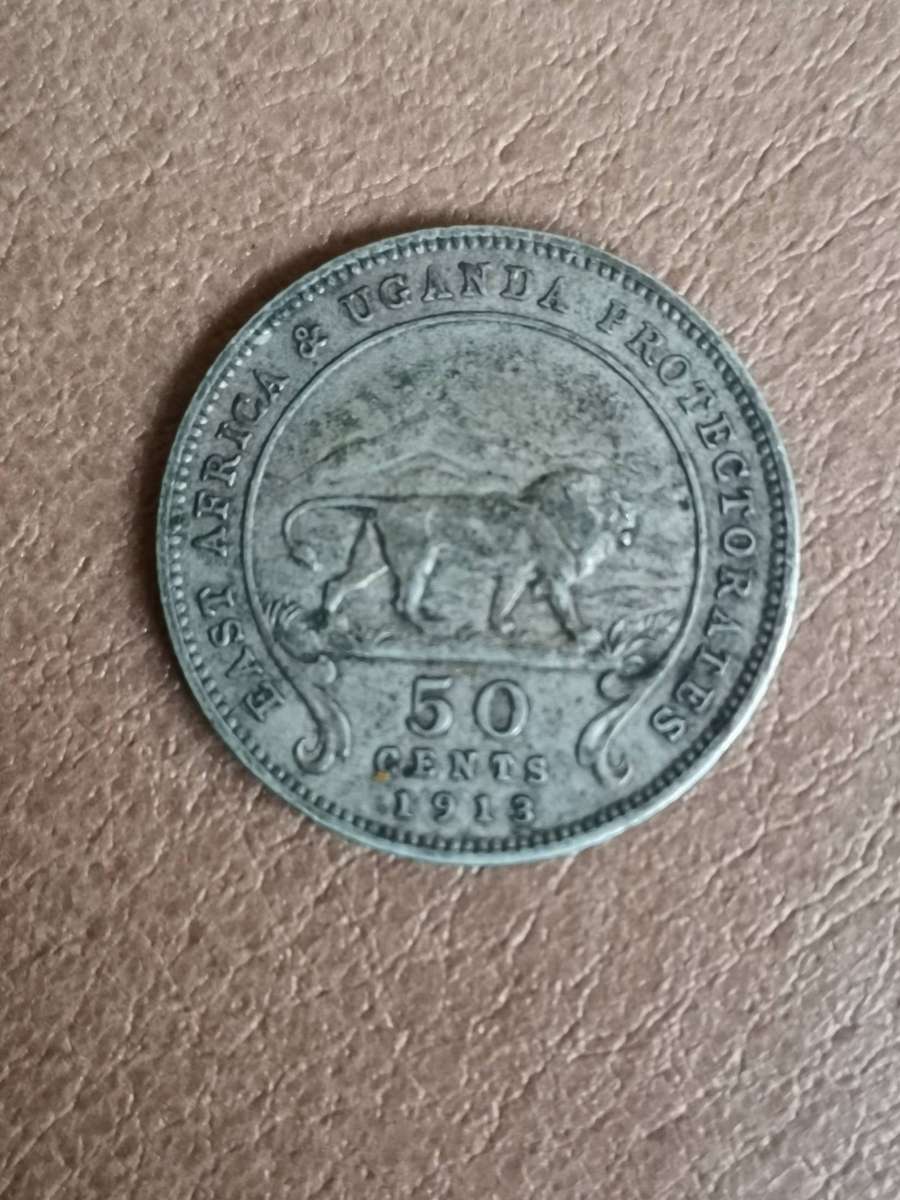 EAST AFRICA & UGANDA PROTECTORATES
50
CENTS
1913